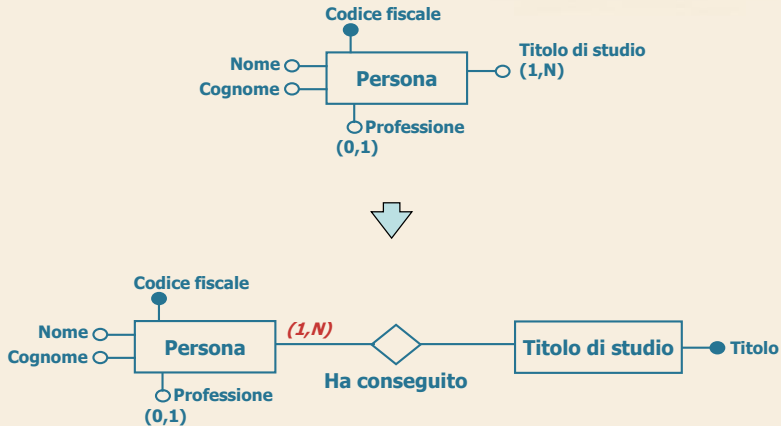 Codice fiscale
Nome
Cognome
Persona
Titolo di studio
(1,N)
Professione
(0,1)
Codice fiscale
Nome
Cognome
Persona
(1,N)
Ha conseguito
Titolo di studio
Titolo
Professione
(0,1)